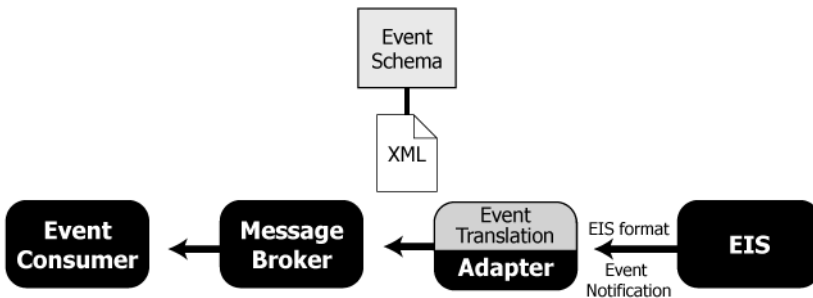 Event
Schema
XML
Event
Consumer
Message
Broker
Event
Translation
Adapter
EIS format
Event
Notification
EIS